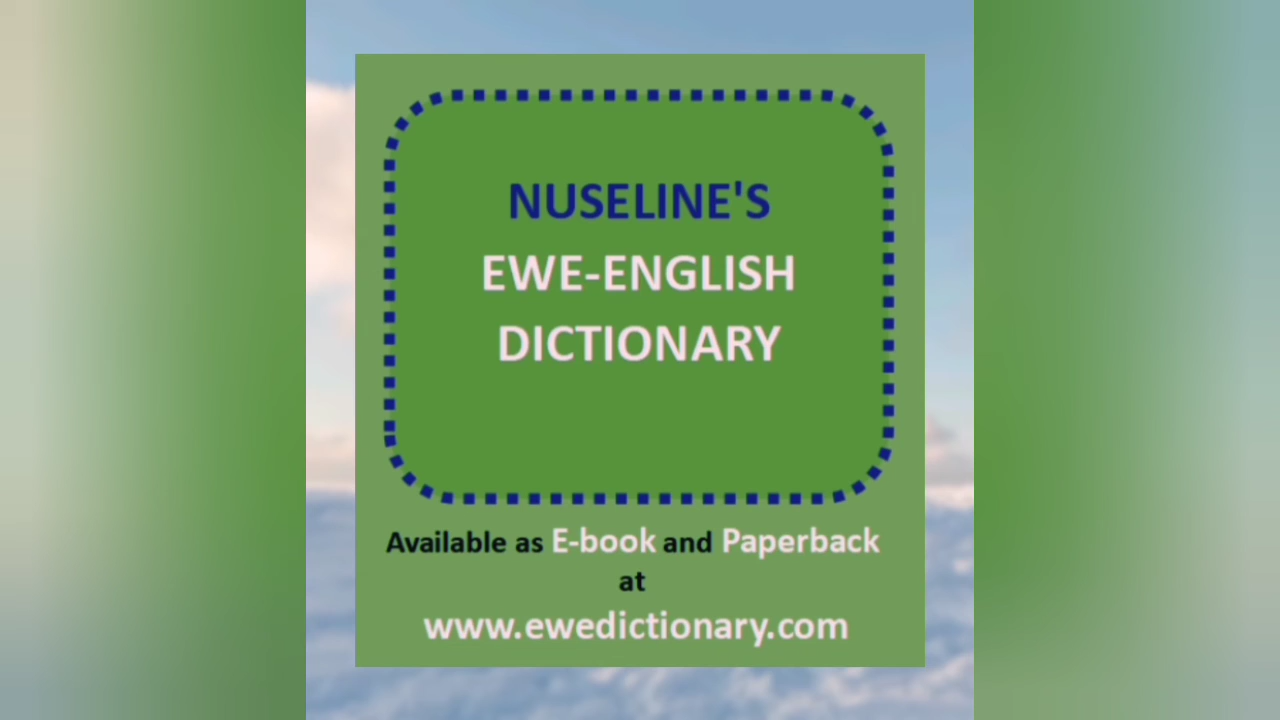 NUSELINE'S
EWE-ENGLISH
DICTIONARY
Available as E-book and Paperback
at
www.ewedictionary.com